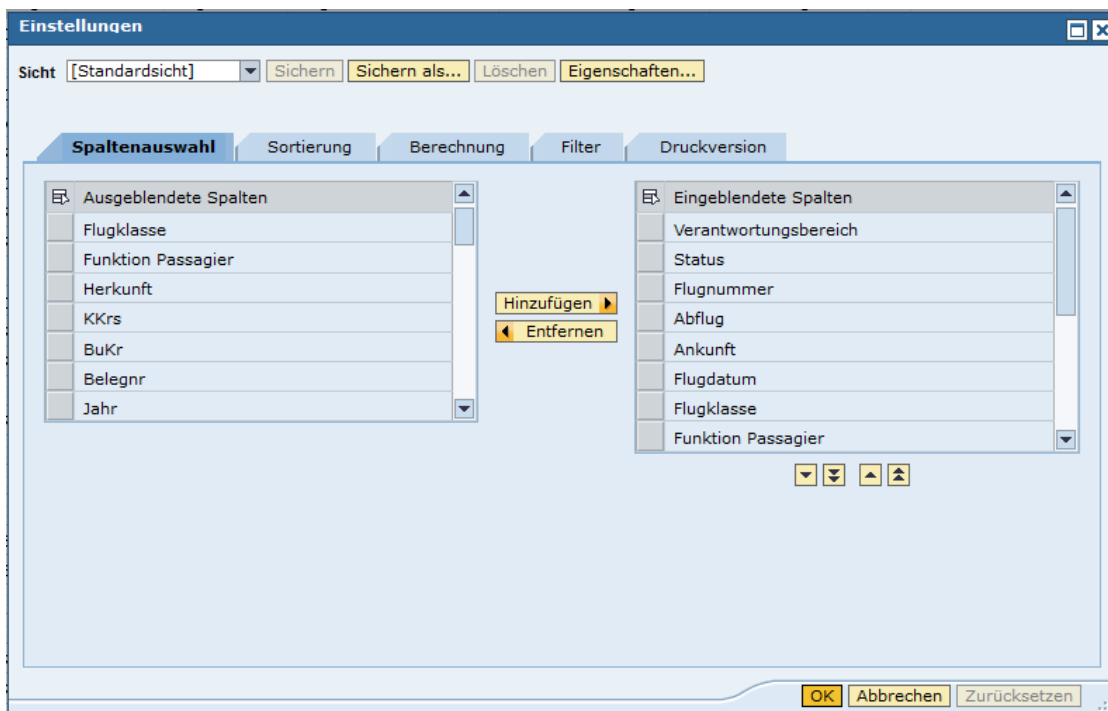 Einstellungen
Sicht [Standardsicht] Sichern Sichern als... Löschen Eigenschaften...
Spaltenauswahl Sortierung Berechnung Filter Druckversion
Ausgeblendete Spalten
Flugklasse
Funktion Passagier
Herkunft
KKrs
BuKr
Belegnr
Jahr
Hinzufügen
Entfernen
Eingeblendete Spalten
Verantwortungsbereich
Status
Flugnummer
Abflug
Ankunft
Flugdatum
Flugklasse
Funktion Passagier
OK Abbrechen Zurücksetzen